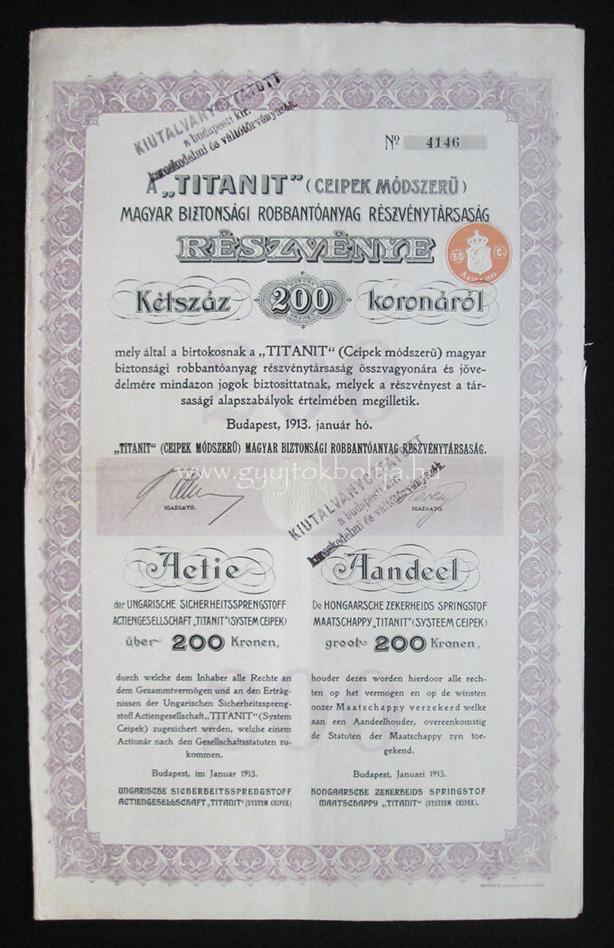 KIUTALVÁNYOZTATOTT
a budapesti kir.
kereskedelmi és váltótörvényszék.
Nº 4146
A „TITANIT" (CEIPEK MÓDSZERŰ)
MAGYAR BIZTONSÁGI ROBBANTÓANYAG RÉSZVÉNYTÁRSASÁG
RÉSZVÉNYE
50 C.
Kétszáz 200 koronáról
mely által a birtokosnak a „TITANIT" (Ceipek módszerű) magyar
biztonsági robbantóanyag részvénytársaság összvagyonára és jöve-
delmére mindazon jogok biztosittatnak, melyek a részvényest a tár-
sasági alapszabályok értelmében megilletik.
Budapest, 1913. január hó.
„TITANIT" (CEIPEK MÓDSZERŰ) MAGYAR BIZTONSÁGI ROBBANTÓANYAG RÉSZVÉNYTÁRSASÁG.
www.gyujtokboltja.hu
KIUTALVÁNYOZTATOTT
a budapesti kir.
kereskedelmi és váltótörvényszék.
IGAZGATÓ.
IGAZGATÓ.
Actie
der UNGARISCHE SICHERHEITSSPRENGSTOFF
ACTIENGESELLSCHAFT „TITANIT" (SYSTEM CEIPEK)
über 200 Kronen,
durch welche dem Inhaber alle Rechte an
dem Gesammtvermögen und an den Erträg-
nissen der Ungarischen Sicherheitsspreng-
stoff Actiengesellschaft „TITANIT" (System
Ceipek) zugesichert werden, welche einem
Actionär nach den Gesellschaftsstatuten zu-
kommen.
Budapest, im Januar 1913.
UNGARISCHE SICHERHEITSSPRENGSTOFF
ACTIENGESELLSCHAFT „TITANIT" (SYSTEM CEIPEK)
Aandeel
De HONGAARSCHE ZEKERHEIDS SPRINGSTOF
MAATSCHAPPY „TITANIT" (SYSTEEM CEIPEK)
groot 200 Kronen,
houder dezes worden hierdoor alle rech-
ten op het vermogen en op de winsten
onzer Maatschappy verzekerd welke
aan een Aandeelhouder, overcenkomstig
de Statuten der Maatschappy zyn toe-
gekend.
Budapest, Januari 1913.
HONGAARSCHE ZEKERHEIDS SPRINGSTOF
MAATSCHAPPY „TITANIT" (SYSTEEM CEIPEK).